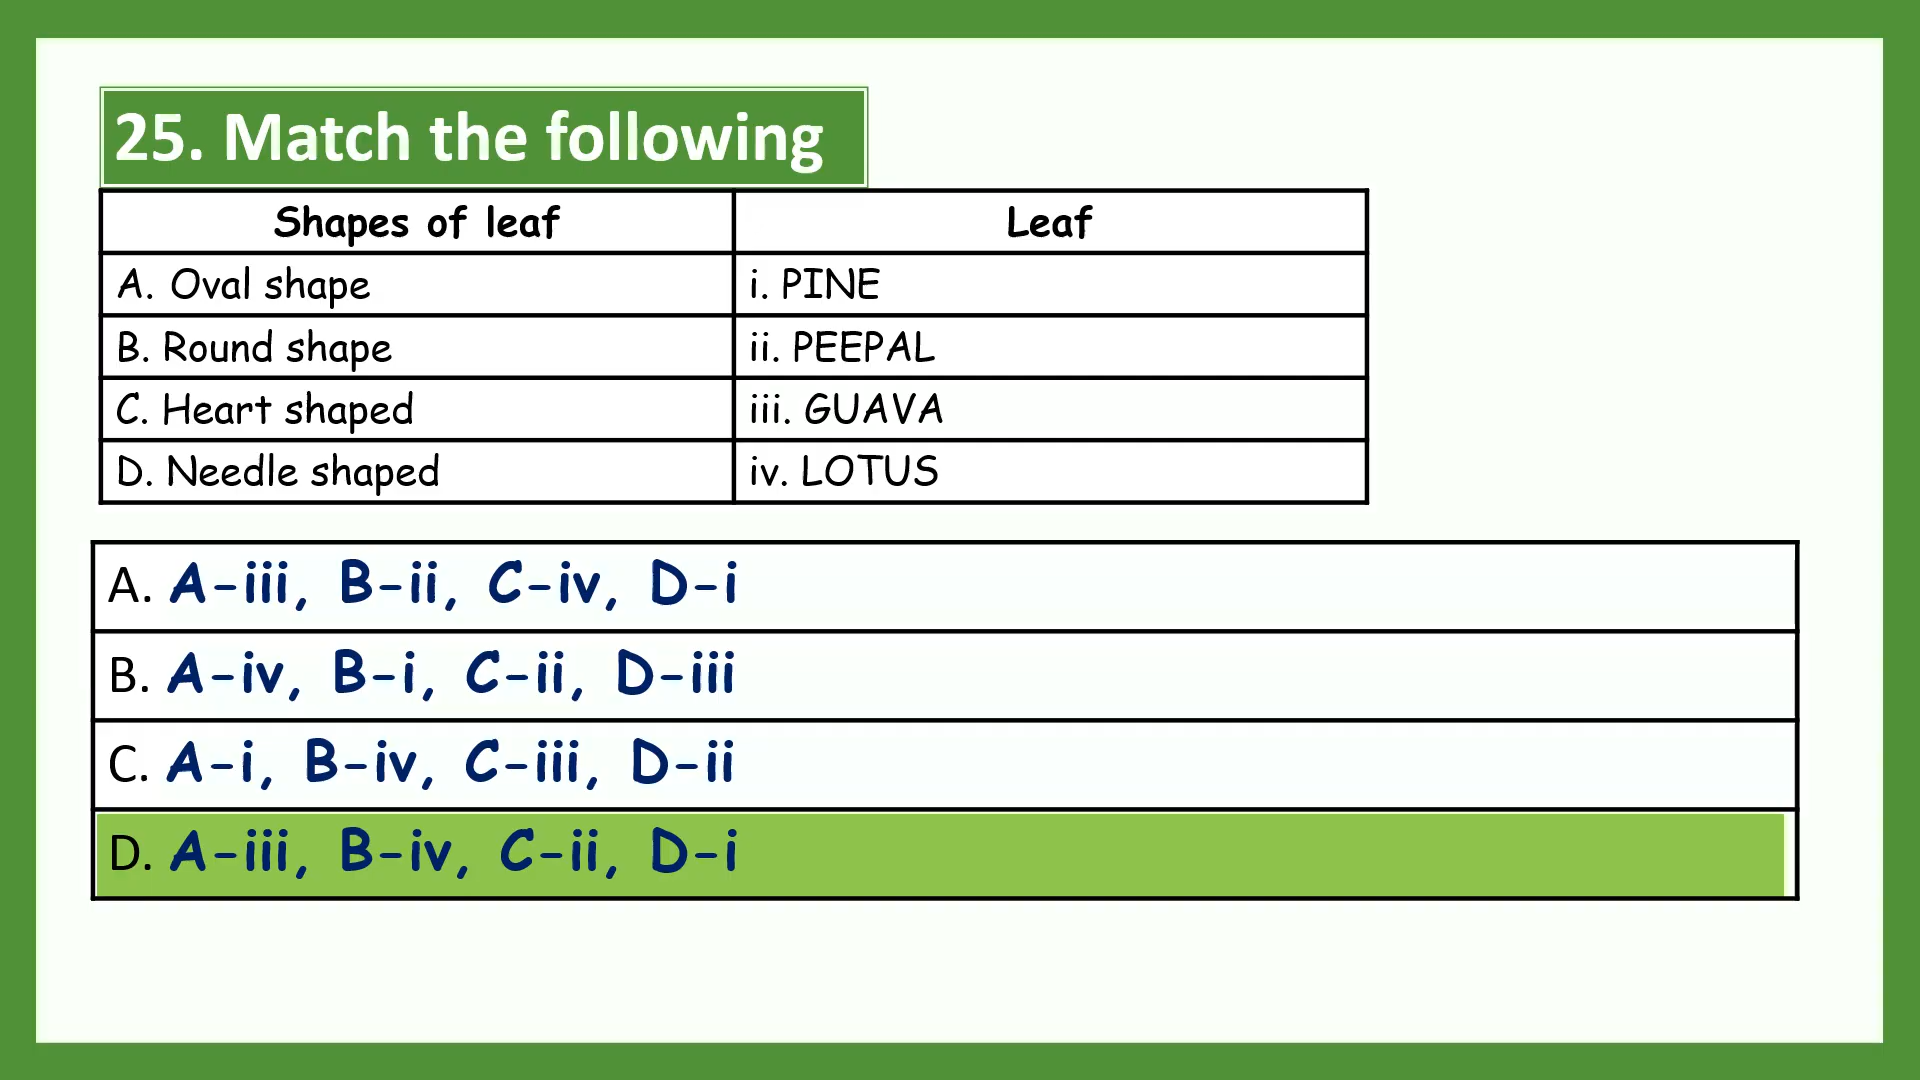 25. Match the following
Shapes of leaf Leaf
A. Oval shape i. PINE
B. Round shape ii. PEEPAL
C. Heart shaped iii. GUAVA
D. Needle shaped iv. LOTUS
A. A-iii, B-ii, C-iv, D-i
B. A-iv, B-i, C-ii, D-iii
C. A-i, B-iv, C-iii, D-ii
D. A-iii, B-iv, C-ii, D-i